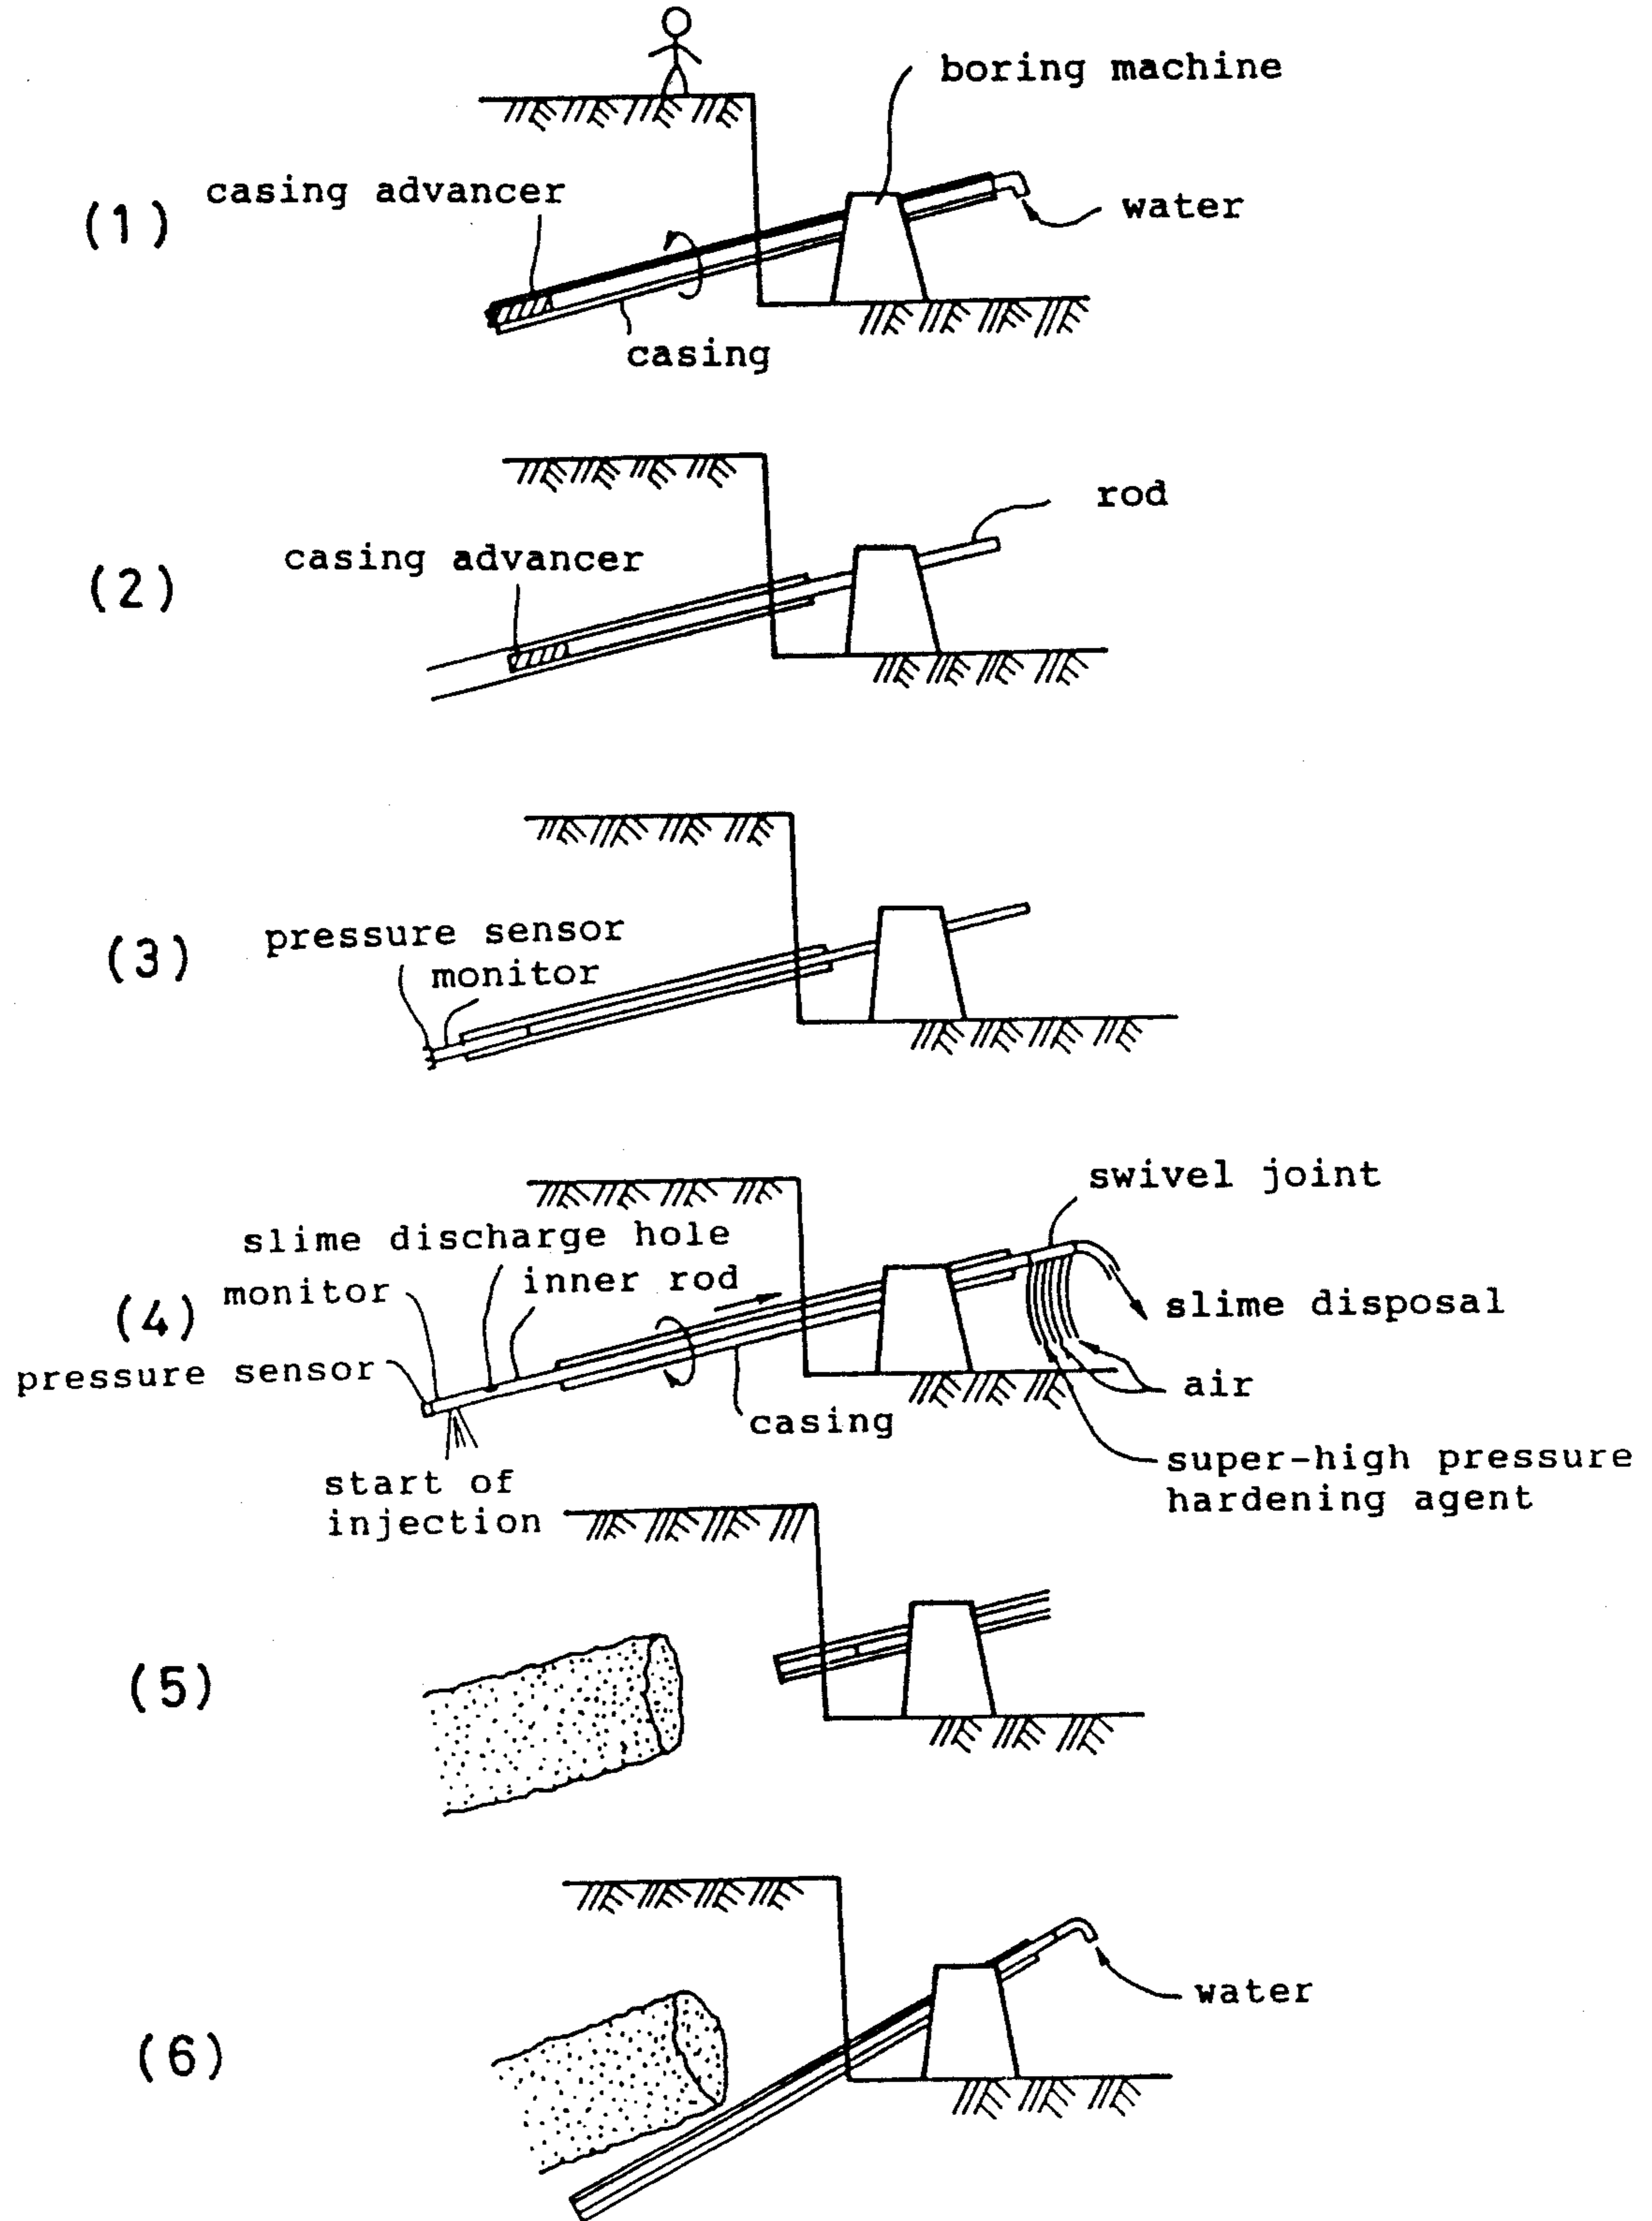 boring machine
(1)
casing advancer
water
casing
(2)
casing advancer
rod
(3)
pressure sensor
monitor
(4)
swivel joint
slime discharge hole
inner rod
monitor
slime disposal
pressure sensor
air
casing
super-high pressure
hardening agent
start of
injection
(5)
(6)
water